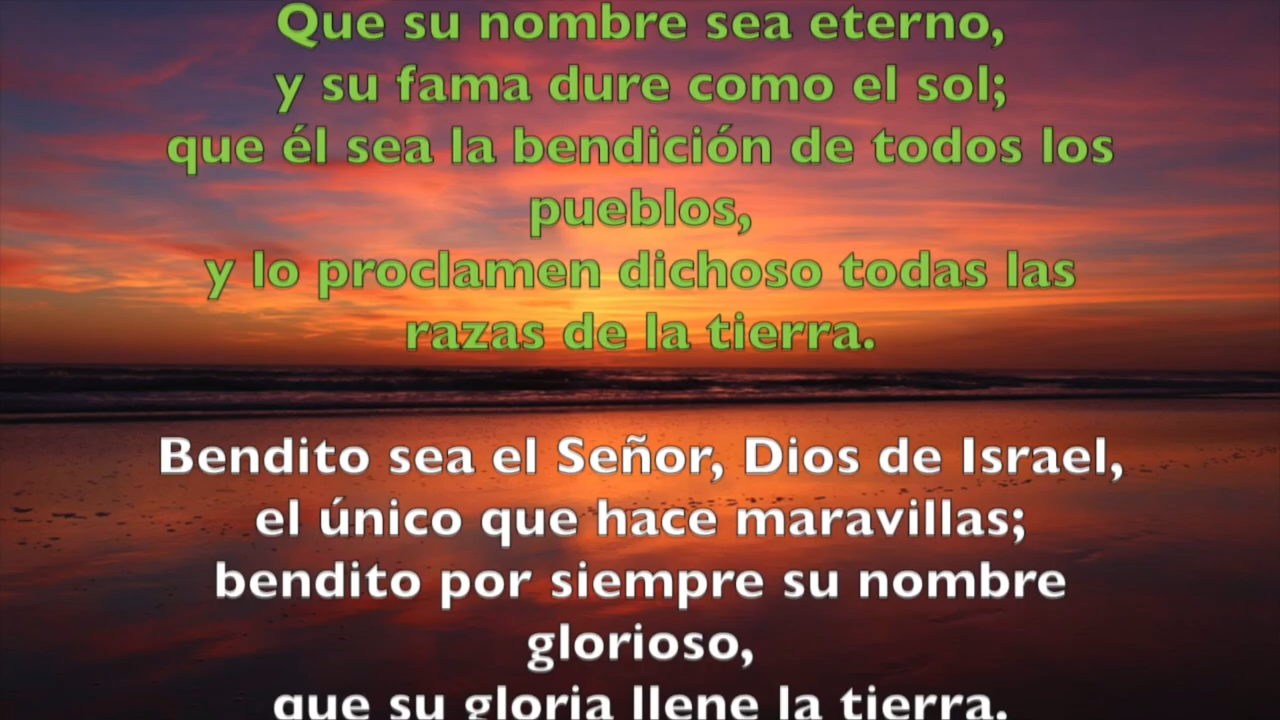 Que su nombre sea eterno,
y su fama dure como el sol;
que él sea la bendición de todos los
pueblos,
y lo proclamen dichoso todas las
razas de la tierra.
Bendito sea el Señor, Dios de Israel,
el único que hace maravillas;
bendito por siempre su nombre
glorioso,
que su gloria llene la tierra.